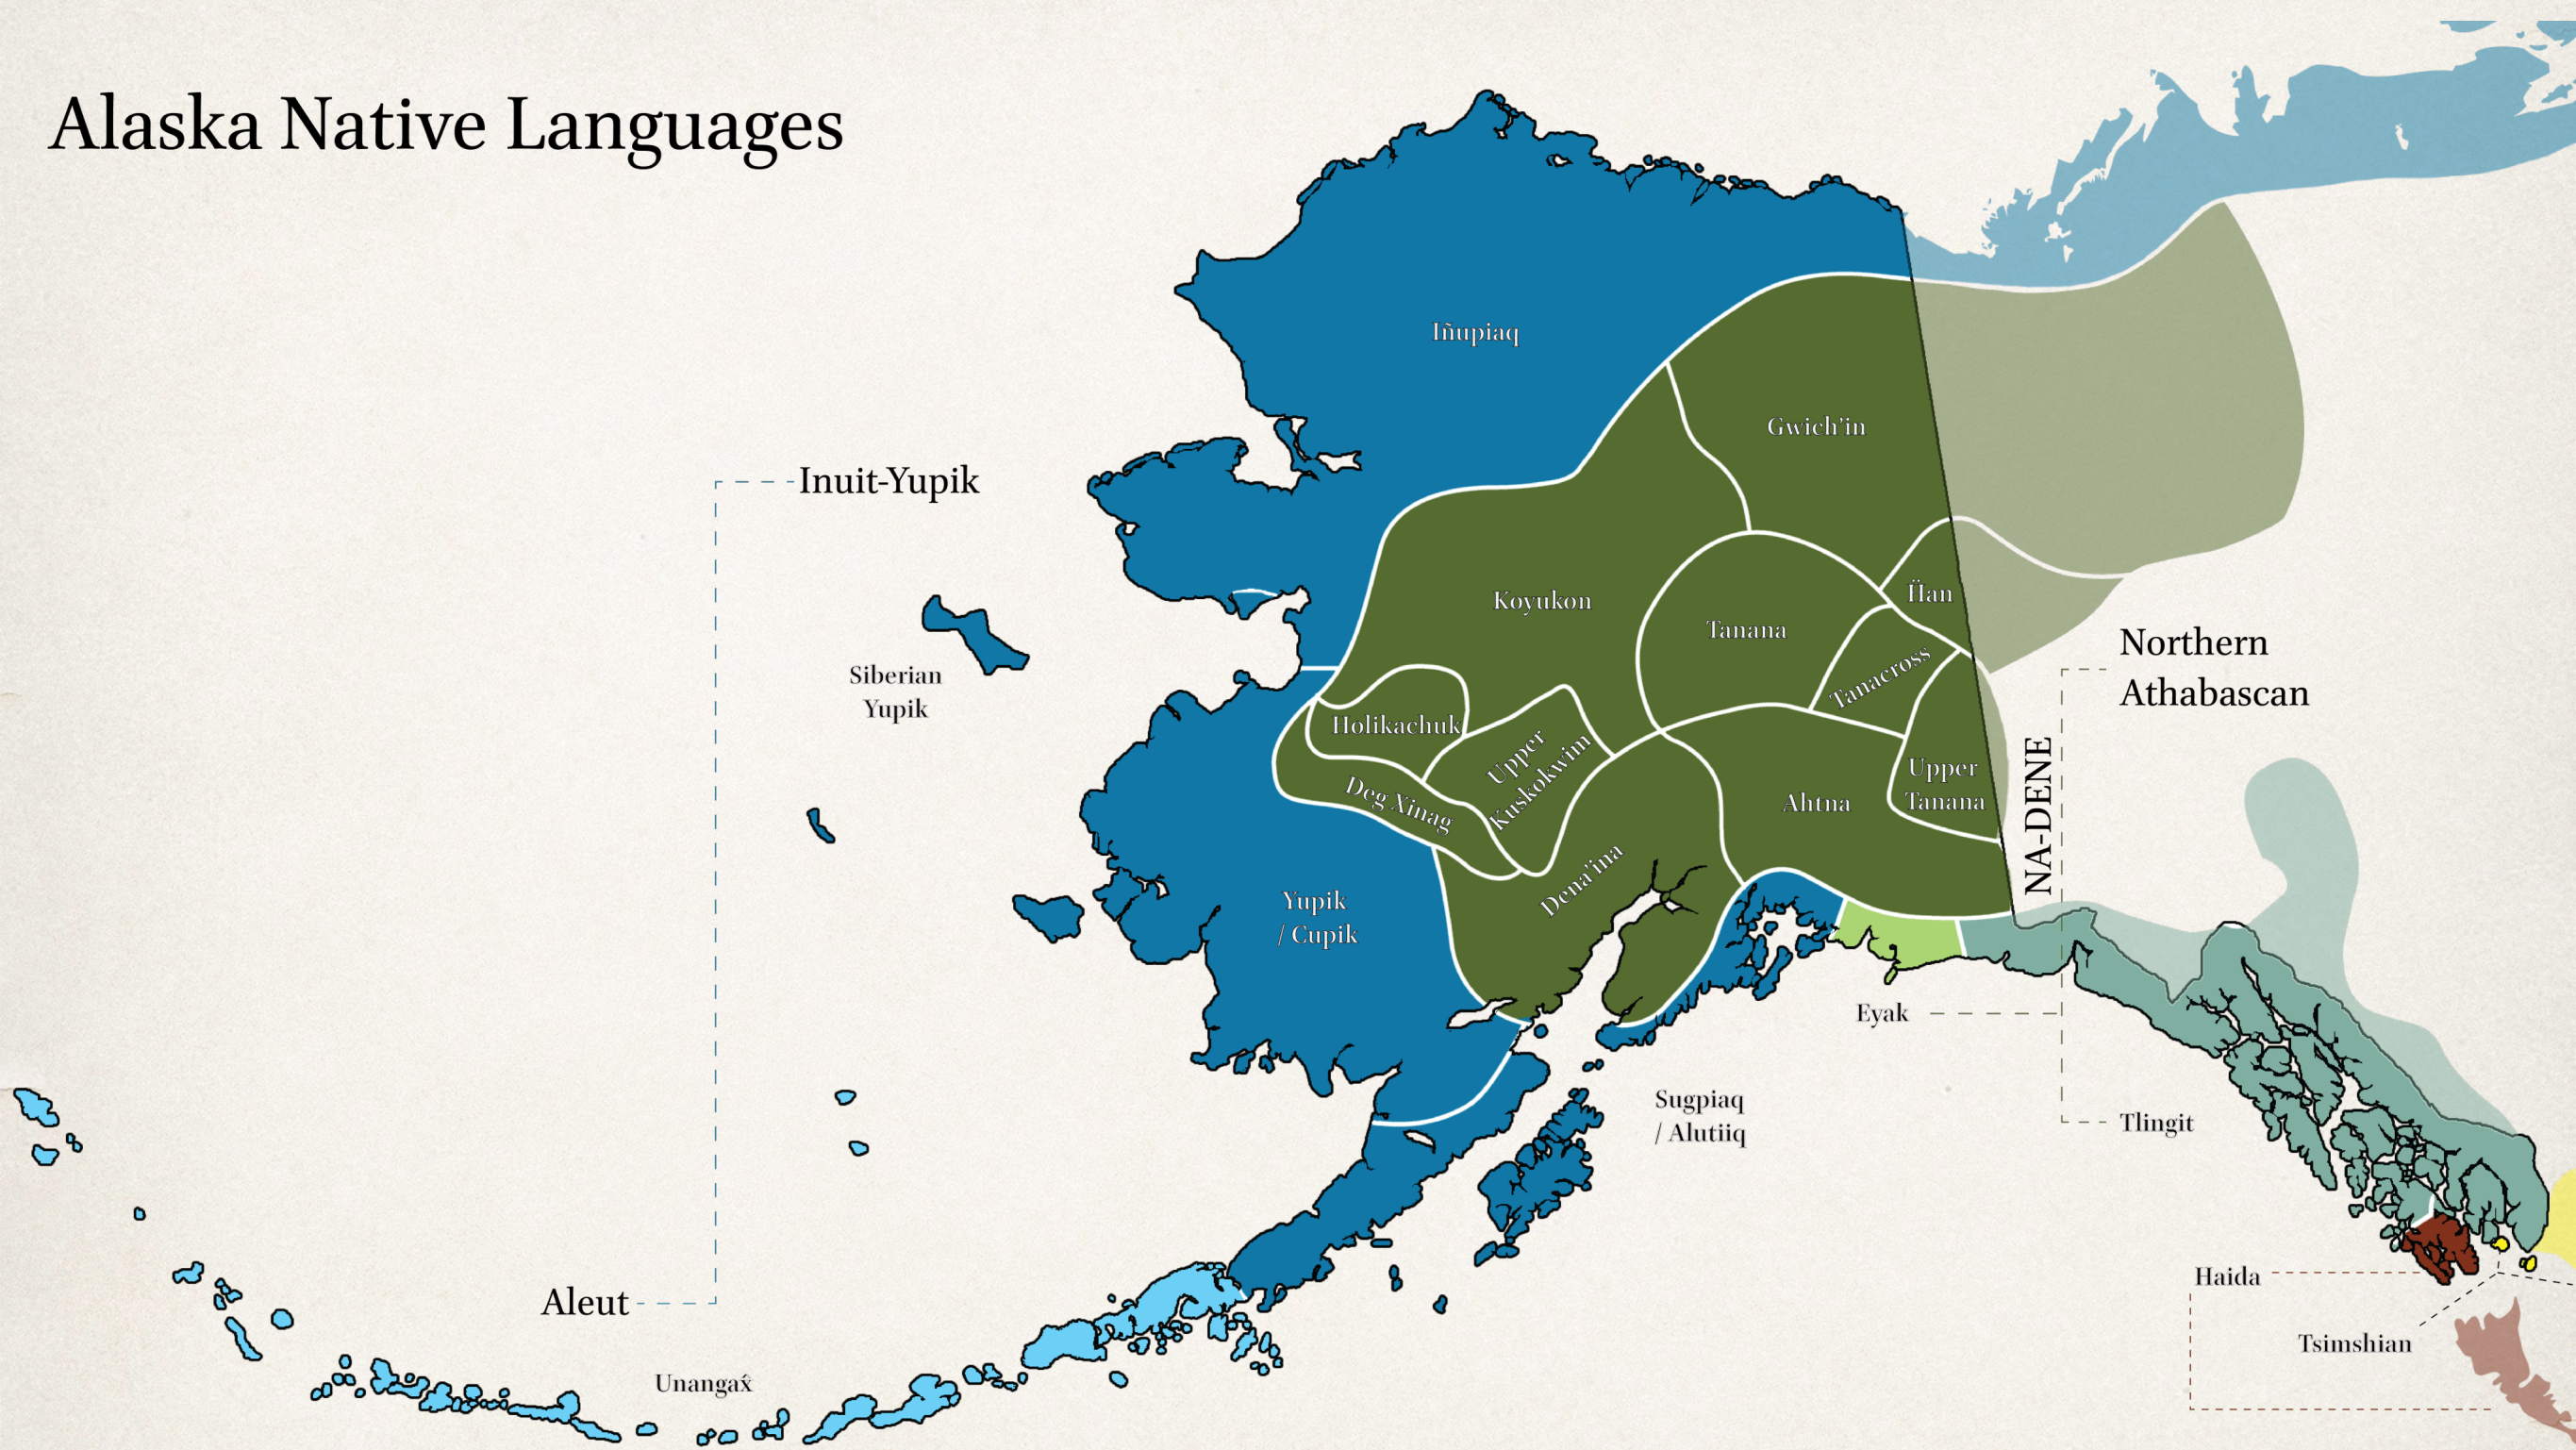 Alaska Native Languages
Iñupiaq
Gwich'in
Inuit-Yupik
Koyukon
Ḧan
Tanana
Northern
Athabascan
Siberian
Yupik
Tanacross
Holikachuk
Upper
Kuskokwim
Deg Xinag
Upper
Tanana
Ahtna
NA-DENE
Dena'ina
Yupik
/ Cupik
Eyak
Sugpiaq
/ Alutiiq
Tlingit
Haida
Aleut
Tsimshian
Unangax̂